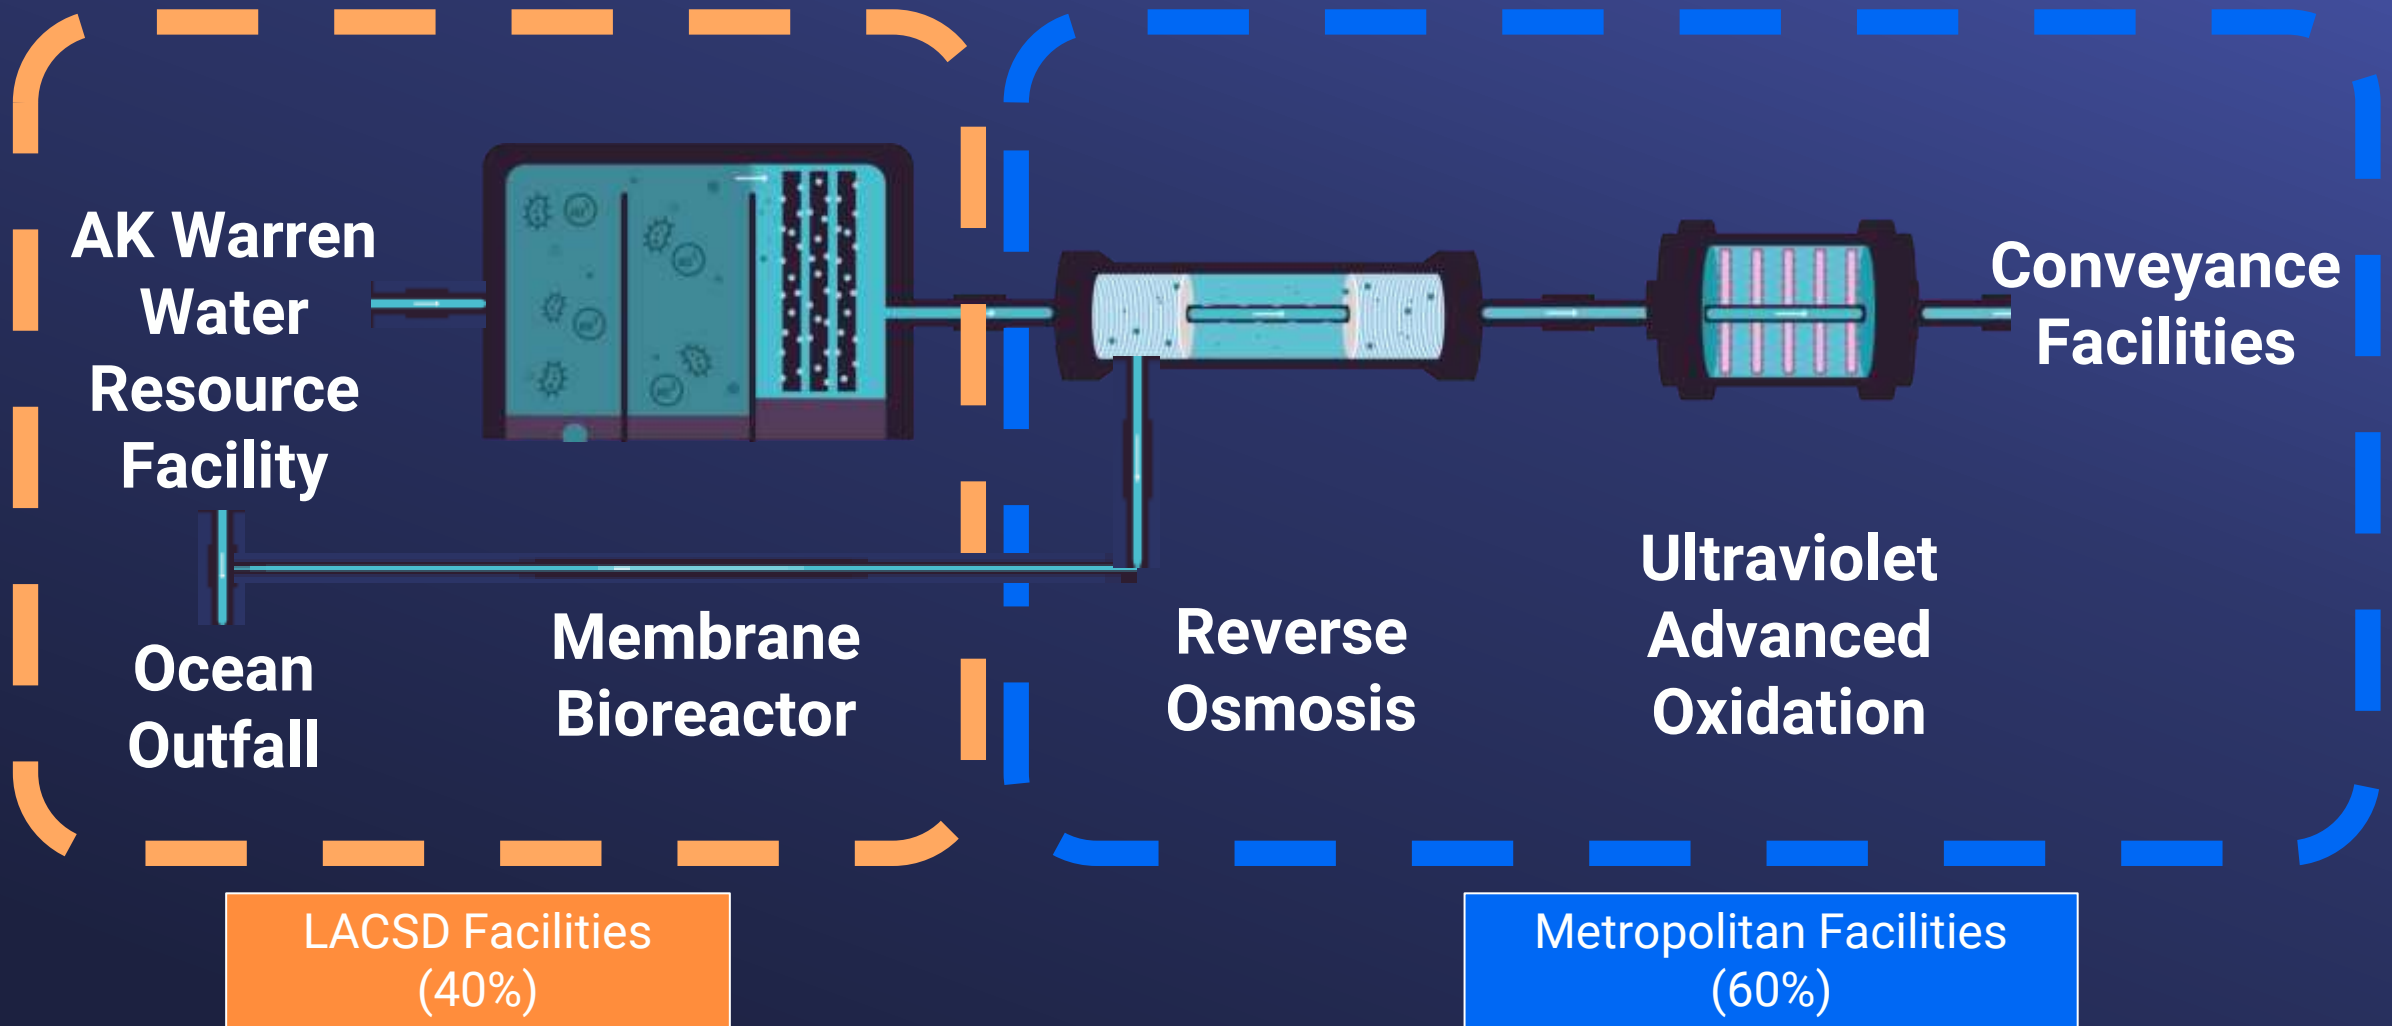 AK Warren
Water
Resource
Facility
Ocean
Outfall
Membrane
Bioreactor
Reverse
Osmosis
Ultraviolet
Advanced
Oxidation
Conveyance
Facilities
LACSD Facilities
(40%)
Metropolitan Facilities
(60%)